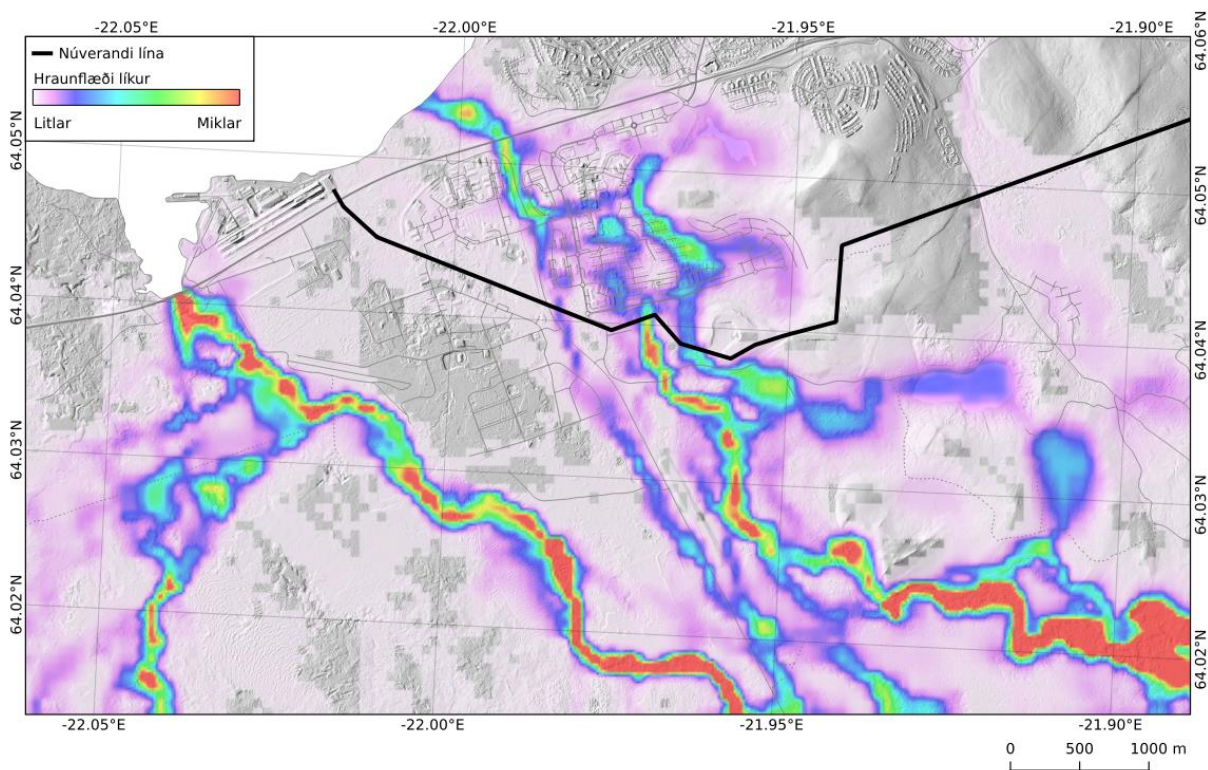 -22.05°E -22.00°E -21.95°E -21.90°E
64.06°N
Núverandi lína
Hraunflæði líkur
Litlar Miklar
64.05°N 64.05°N
64.04°N 64.04°N
64.03°N 64.03°N
64.02°N 64.02°N
-22.05°E -22.00°E -21.95°E -21.90°E
0 500 1000 m